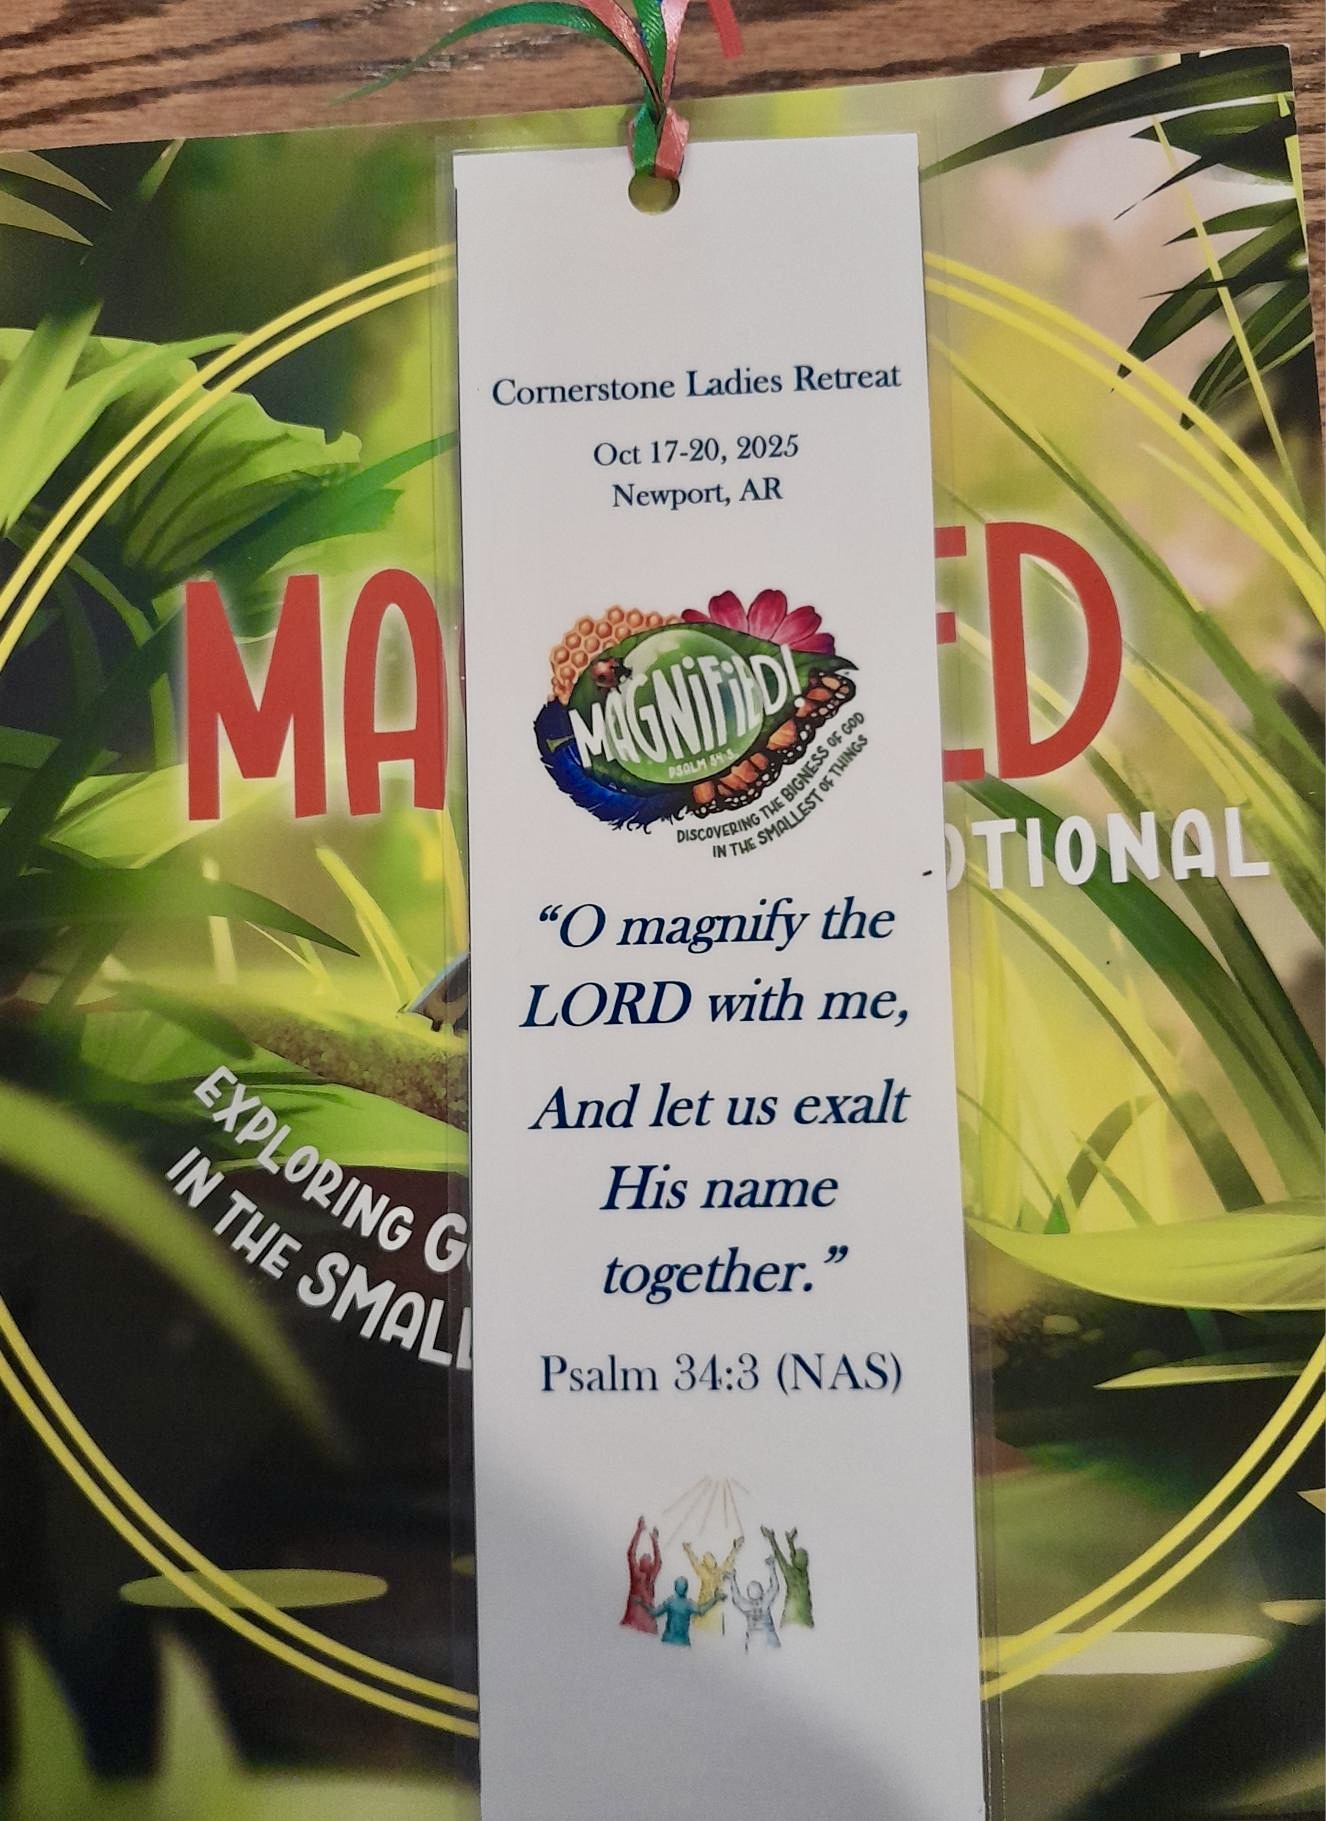 Cornerstone Ladies Retreat
Oct 17-20, 2025
Newport, AR
MAGNiFiED!
PSALM 34:3
DISCOVERING THE BIGNESS OF GOD
IN THE SMALLEST OF THINGS
“O magnify the
LORD with me,
And let us exalt
His name
together.”
Psalm 34:3 (NAS)
MA
ED
OTIONAL
EXPLORING G
IN THE SMALL